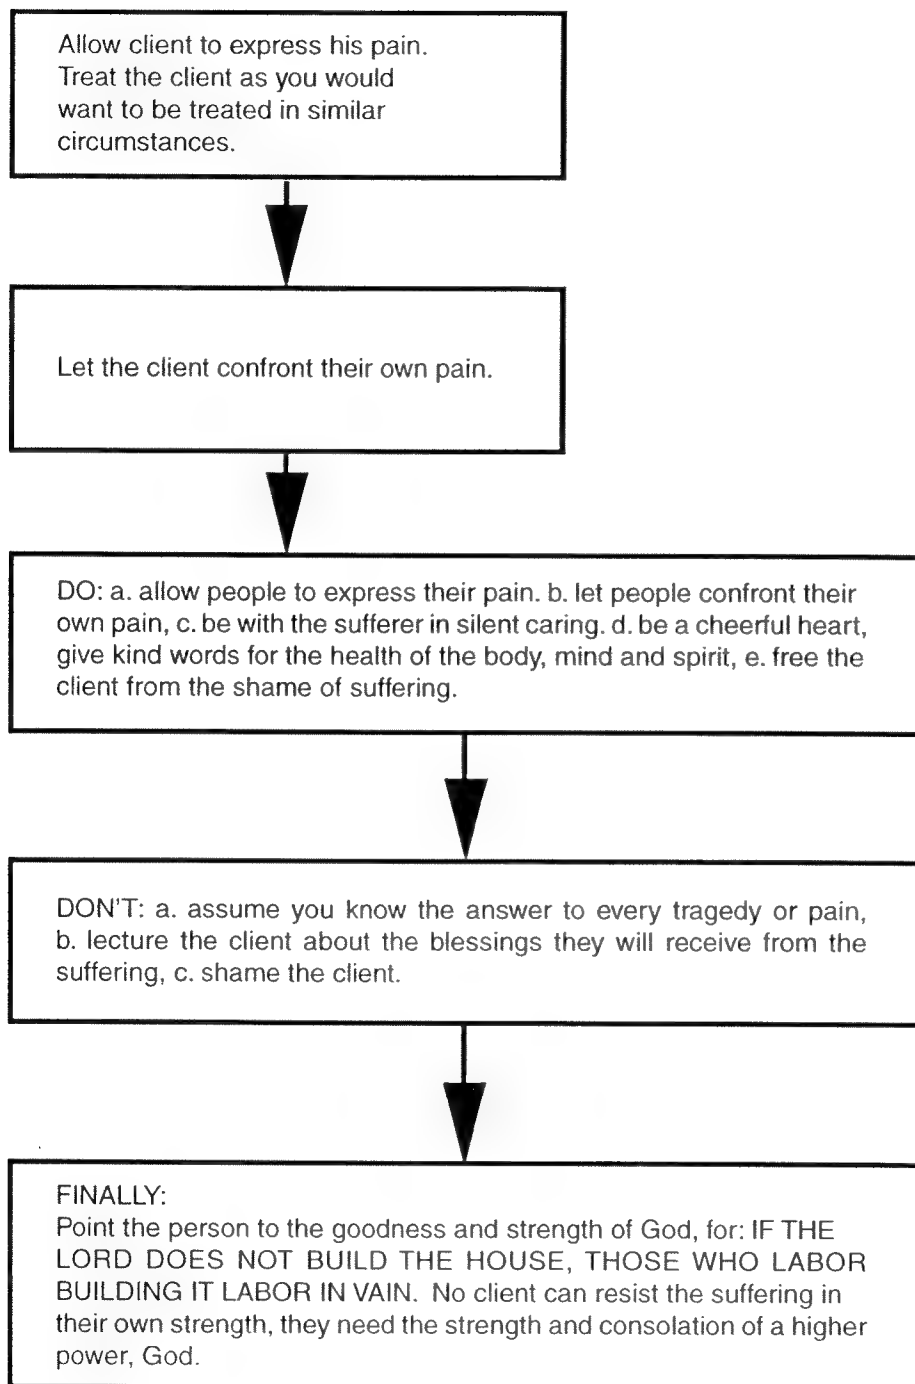 Allow client to express his pain.
Treat the client as you would
want to be treated in similar
circumstances.
Let the client confront their own pain.
DO: a. allow people to express their pain. b. let people confront their
own pain, c. be with the sufferer in silent caring. d. be a cheerful heart,
give kind words for the health of the body, mind and spirit, e. free the
client from the shame of suffering.
DON'T: a. assume you know the answer to every tragedy or pain,
b. lecture the client about the blessings they will receive from the
suffering, c. shame the client.
FINALLY:
Point the person to the goodness and strength of God, for: IF THE
LORD DOES NOT BUILD THE HOUSE, THOSE WHO LABOR
BUILDING IT LABOR IN VAIN. No client can resist the suffering in
their own strength, they need the strength and consolation of a higher
power, God.